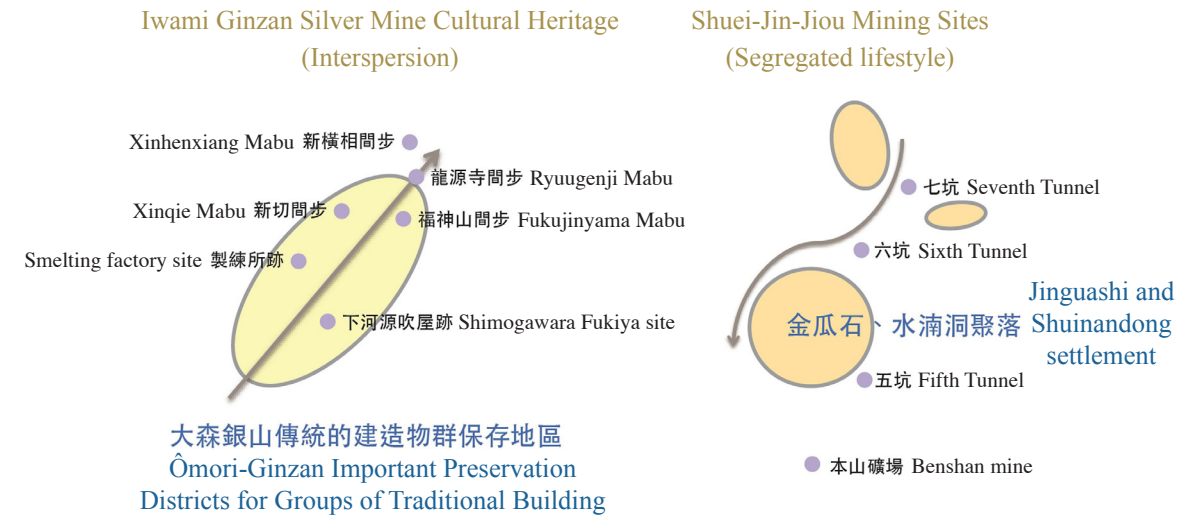 Iwami Ginzan Silver Mine Cultural Heritage
(Interspersion)
Xinhenxiang Mabu 新橫相間步
龍源寺間步 Ryuugenji Mabu
Xinqie Mabu 新切間步
福神山間步 Fukujinyama Mabu
Smelting factory site 製練所跡
下河源吹屋跡 Shimogawara Fukiya site
大森銀山傳統的建造物群保存地區
Ômori-Ginzan Important Preservation
Districts for Groups of Traditional Building
Shuei-Jin-Jiou Mining Sites
(Segregated lifestyle)
七坑 Seventh Tunnel
六坑 Sixth Tunnel
金瓜石、水湳洞聚落
Jinguashi and
Shuinandong
settlement
五坑 Fifth Tunnel
本山礦場 Benshan mine